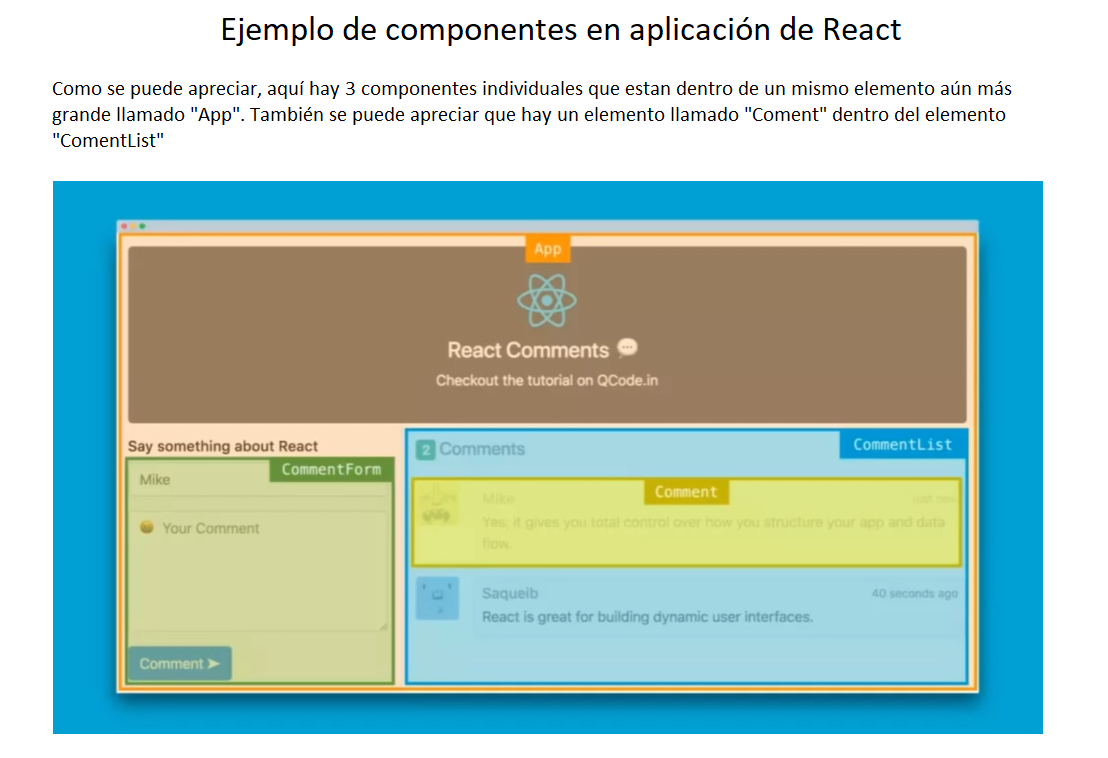 Ejemplo de componentes en aplicación de React
Como se puede apreciar, aquí hay 3 componentes individuales que estan dentro de un mismo elemento aún más
grande llamado "App". También se puede apreciar que hay un elemento llamado "Coment" dentro del elemento
"ComentList"
App
React Comments
Checkout the tutorial on QCode.in
Say something about React
CommentForm
Mike
Your Comment
Comment
2 Comments
CommentList
Comment
Mike
just now
Yes, it gives you total control over how you structure your app and data
flow.
Saqueib
40 seconds ago
React is great for building dynamic user interfaces.